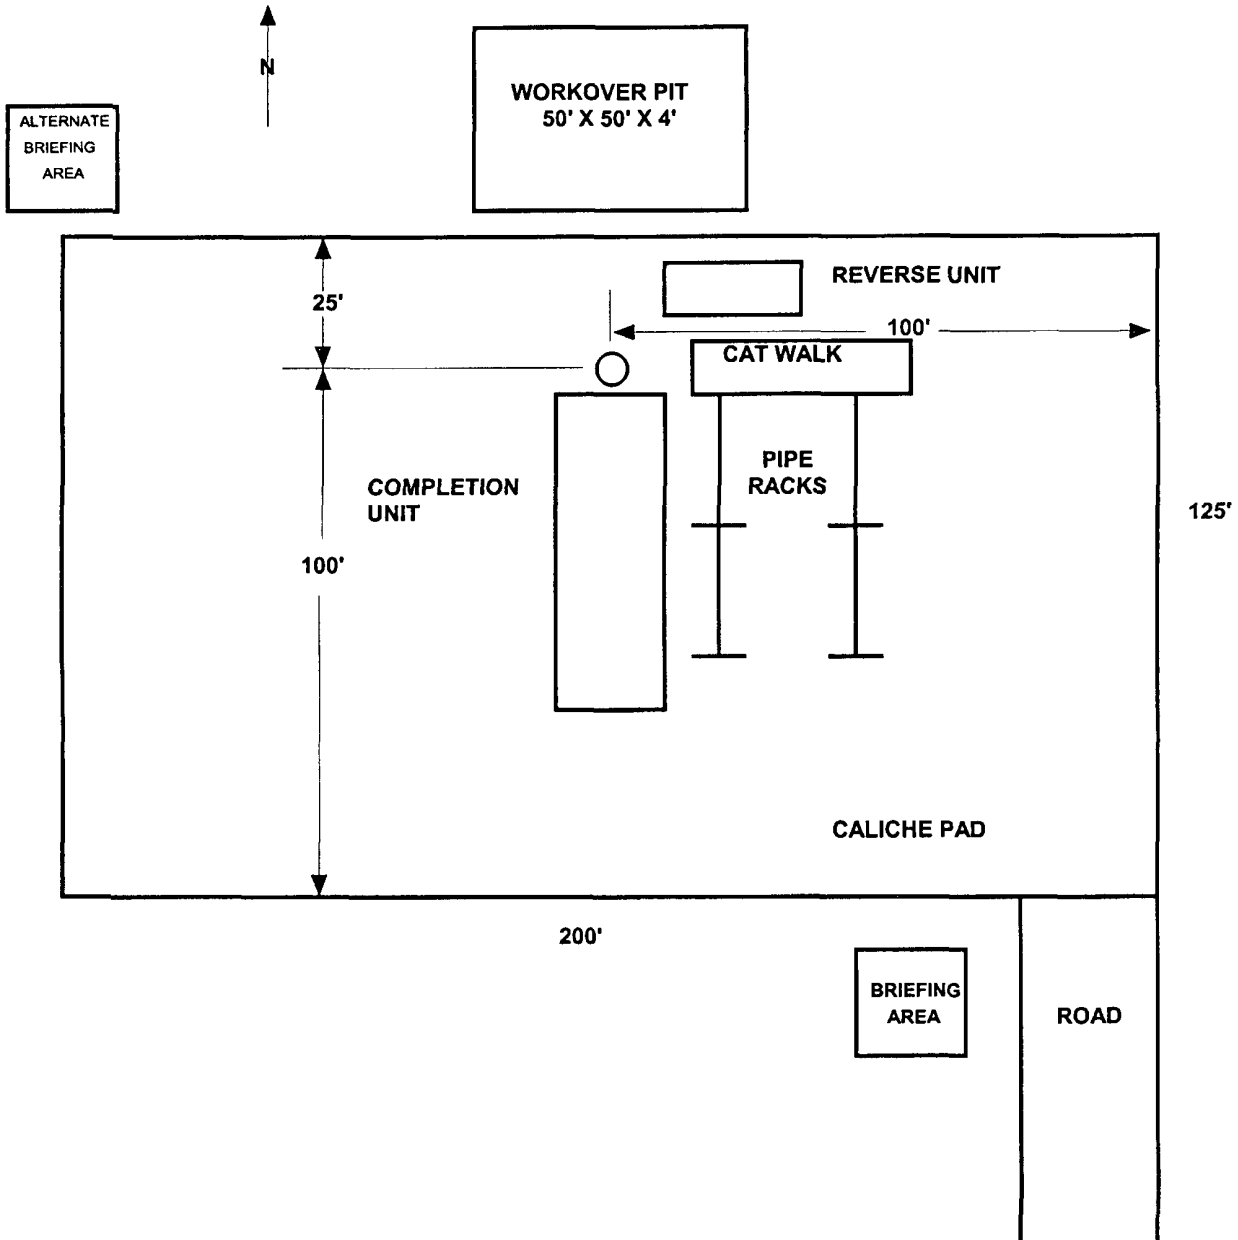 N
WORKOVER PIT
50' X 50' X 4'
ALTERNATE
BRIEFING
AREA
REVERSE UNIT
25'
100'
CAT WALK
PIPE
RACKS
COMPLETION
UNIT
125'
100'
CALICHE PAD
200'
BRIEFING
AREA
ROAD